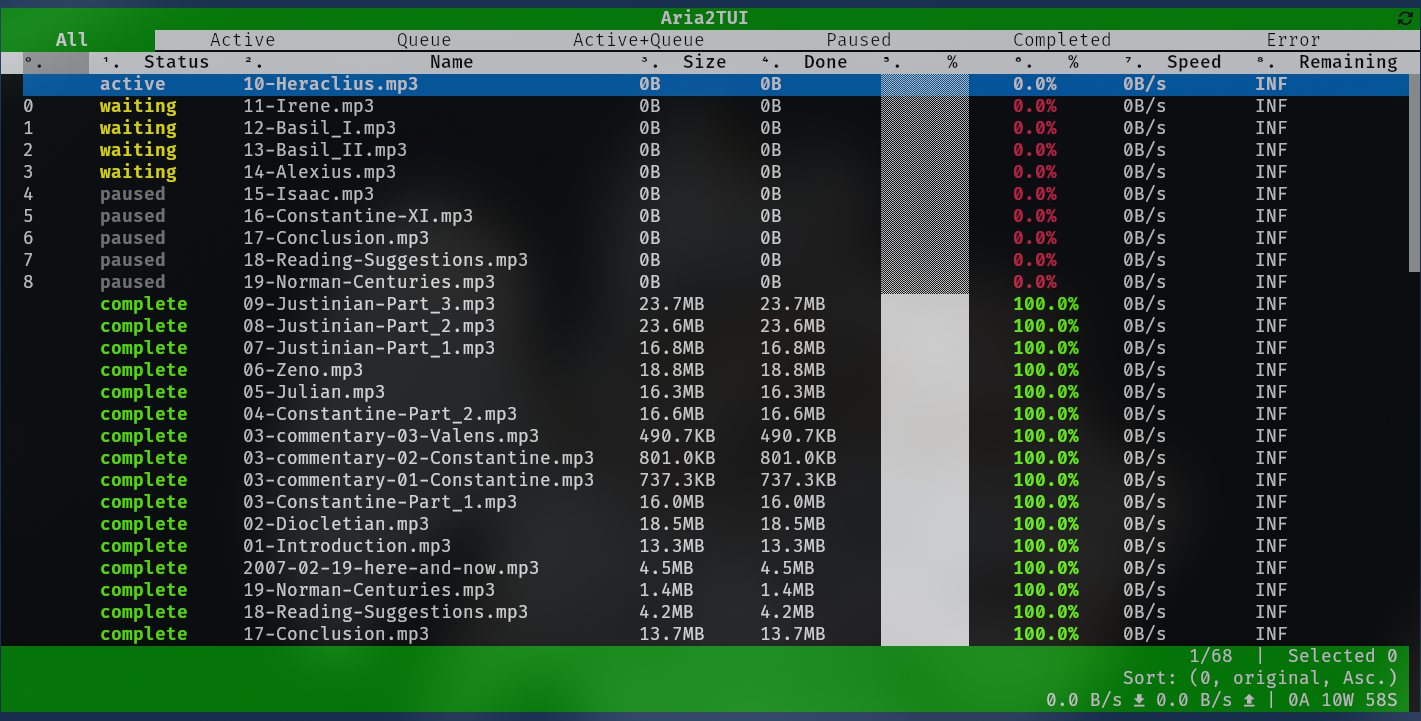 Aria2TUI
All Active Queue Active+Queue Paused Completed Error
⁰. ¹. Status ². Name ³. Size ⁴. Done ⁵. % ⁶. % ⁷. Speed ⁸. Remaining
active 10-Heraclius.mp3 0B 0B 0.0% 0B/s INF
0 waiting 11-Irene.mp3 0B 0B 0.0% 0B/s INF
1 waiting 12-Basil_I.mp3 0B 0B 0.0% 0B/s INF
2 waiting 13-Basil_II.mp3 0B 0B 0.0% 0B/s INF
3 waiting 14-Alexius.mp3 0B 0B 0.0% 0B/s INF
4 paused 15-Isaac.mp3 0B 0B 0.0% 0B/s INF
5 paused 16-Constantine-XI.mp3 0B 0B 0.0% 0B/s INF
6 paused 17-Conclusion.mp3 0B 0B 0.0% 0B/s INF
7 paused 18-Reading-Suggestions.mp3 0B 0B 0.0% 0B/s INF
8 paused 19-Norman-Centuries.mp3 0B 0B 0.0% 0B/s INF
complete 09-Justinian-Part_3.mp3 23.7MB 23.7MB 100.0% 0B/s INF
complete 08-Justinian-Part_2.mp3 23.6MB 23.6MB 100.0% 0B/s INF
complete 07-Justinian-Part_1.mp3 16.8MB 16.8MB 100.0% 0B/s INF
complete 06-Zeno.mp3 18.8MB 18.8MB 100.0% 0B/s INF
complete 05-Julian.mp3 16.3MB 16.3MB 100.0% 0B/s INF
complete 04-Constantine-Part_2.mp3 16.6MB 16.6MB 100.0% 0B/s INF
complete 03-commentary-03-Valens.mp3 490.7KB 490.7KB 100.0% 0B/s INF
complete 03-commentary-02-Constantine.mp3 801.0KB 801.0KB 100.0% 0B/s INF
complete 03-commentary-01-Constantine.mp3 737.3KB 737.3KB 100.0% 0B/s INF
complete 03-Constantine-Part_1.mp3 16.0MB 16.0MB 100.0% 0B/s INF
complete 02-Diocletian.mp3 18.5MB 18.5MB 100.0% 0B/s INF
complete 01-Introduction.mp3 13.3MB 13.3MB 100.0% 0B/s INF
complete 2007-02-19-here-and-now.mp3 4.5MB 4.5MB 100.0% 0B/s INF
complete 19-Norman-Centuries.mp3 1.4MB 1.4MB 100.0% 0B/s INF
complete 18-Reading-Suggestions.mp3 4.2MB 4.2MB 100.0% 0B/s INF
complete 17-Conclusion.mp3 13.7MB 13.7MB 100.0% 0B/s INF
1/68 | Selected 0
Sort: (0, original, Asc.)
0.0 B/s 0.0 B/s | 0A 10W 58S